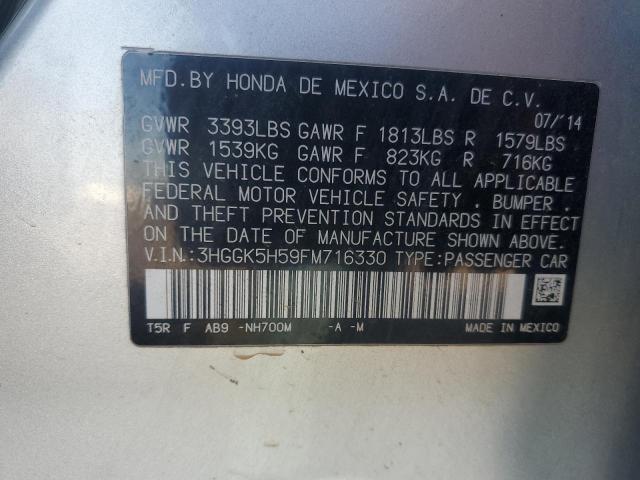 MFD.BY HONDA DE MEXICO S.A. DE C.V.
07/14
GVWR 3393LBS GAWR F 1813LBS R 1579LBS
GVWR 1539KG GAWR F 823KG R 716KG
THIS VEHICLE CONFORMS TO ALL APPLICABLE
FEDERAL MOTOR VEHICLE SAFETY , BUMPER ,
AND THEFT PREVENTION STANDARDS IN EFFECT
ON THE DATE OF MANUFACTURE SHOWN ABOVE.
V.I.N.:3HGGK5H59FM716330 TYPE:PASSENGER CAR
T5R F AB9 -NH700M -A -M MADE IN MEXICO